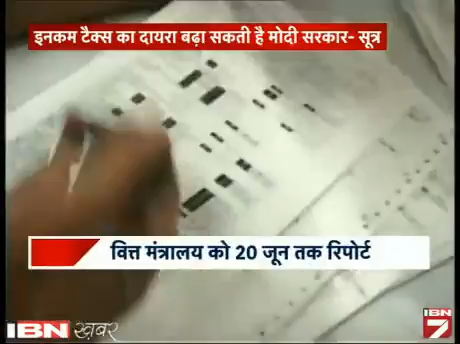 इनकम टैक्स का दायरा बढ़ा सकती है मोदी सरकार- सूत्र
वित्त मंत्रालय को 20 जून तक रिपोर्ट
IBN ख़बर
IBN
7